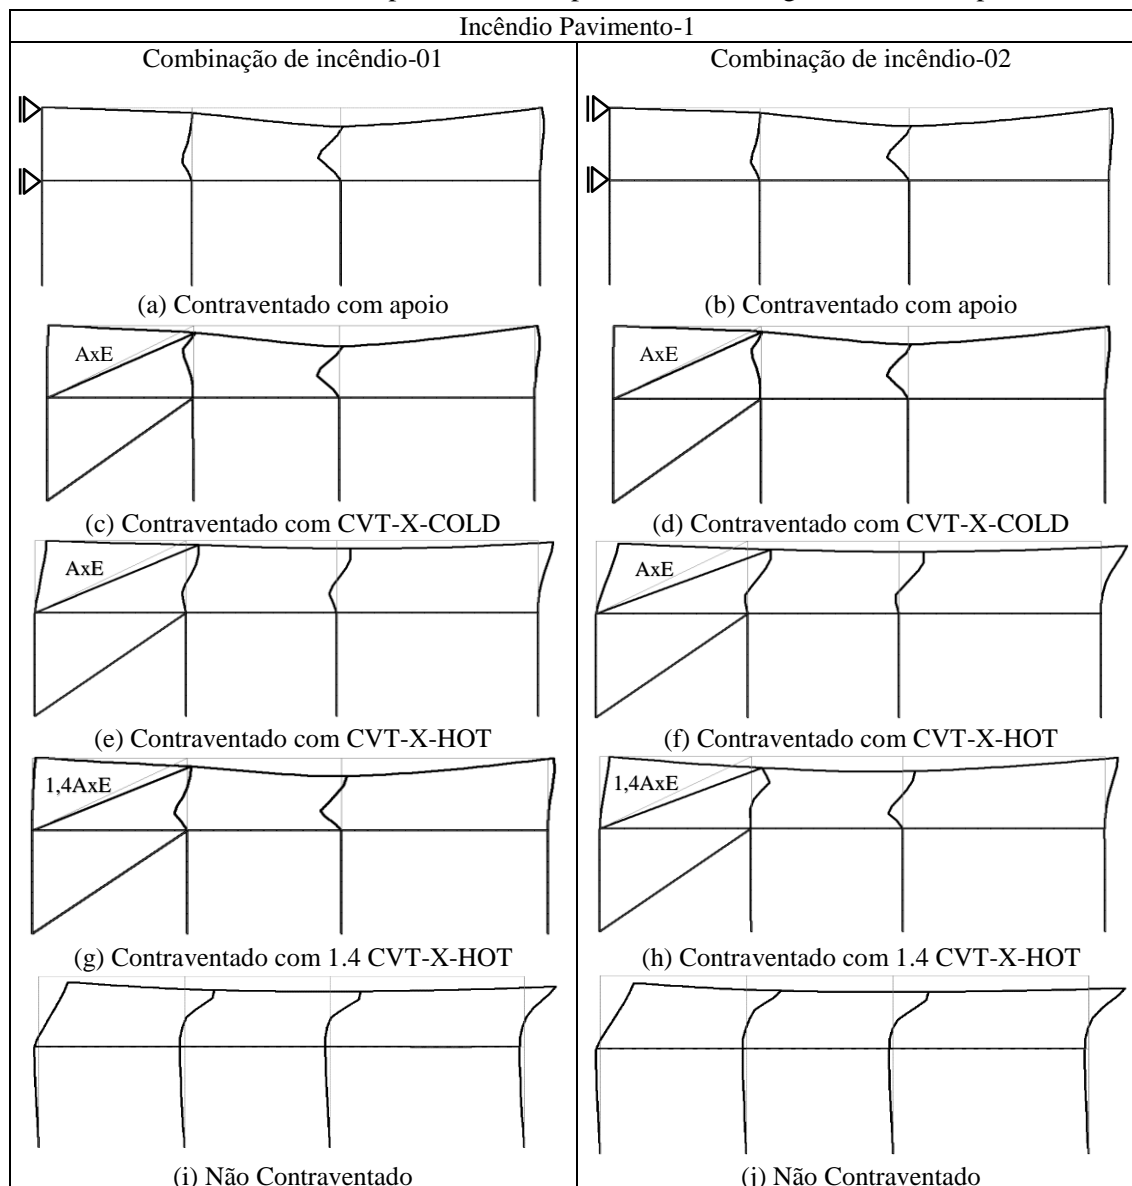 Incêndio Pavimento-1
Combinação de incêndio-01
Combinação de incêndio-02
(a) Contraventado com apoio
(b) Contraventado com apoio
AxE
AxE
(c) Contraventado com CVT-X-COLD
(d) Contraventado com CVT-X-COLD
AxE
AxE
(e) Contraventado com CVT-X-HOT
(f) Contraventado com CVT-X-HOT
1,4AxE
1,4AxE
(g) Contraventado com 1.4 CVT-X-HOT
(h) Contraventado com 1.4 CVT-X-HOT
(i) Não Contraventado
(j) Não Contraventado